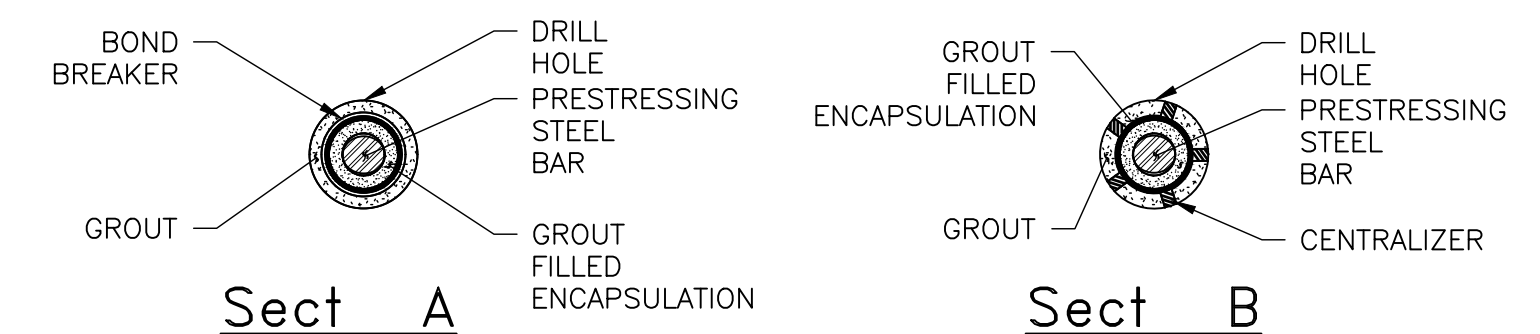 BOND
BREAKER
DRILL
HOLE
PRESTRESSING
STEEL
BAR
GROUT
GROUT
FILLED
ENCAPSULATION
Sect A
GROUT
FILLED
ENCAPSULATION
DRILL
HOLE
PRESTRESSING
STEEL
BAR
GROUT
CENTRALIZER
Sect B